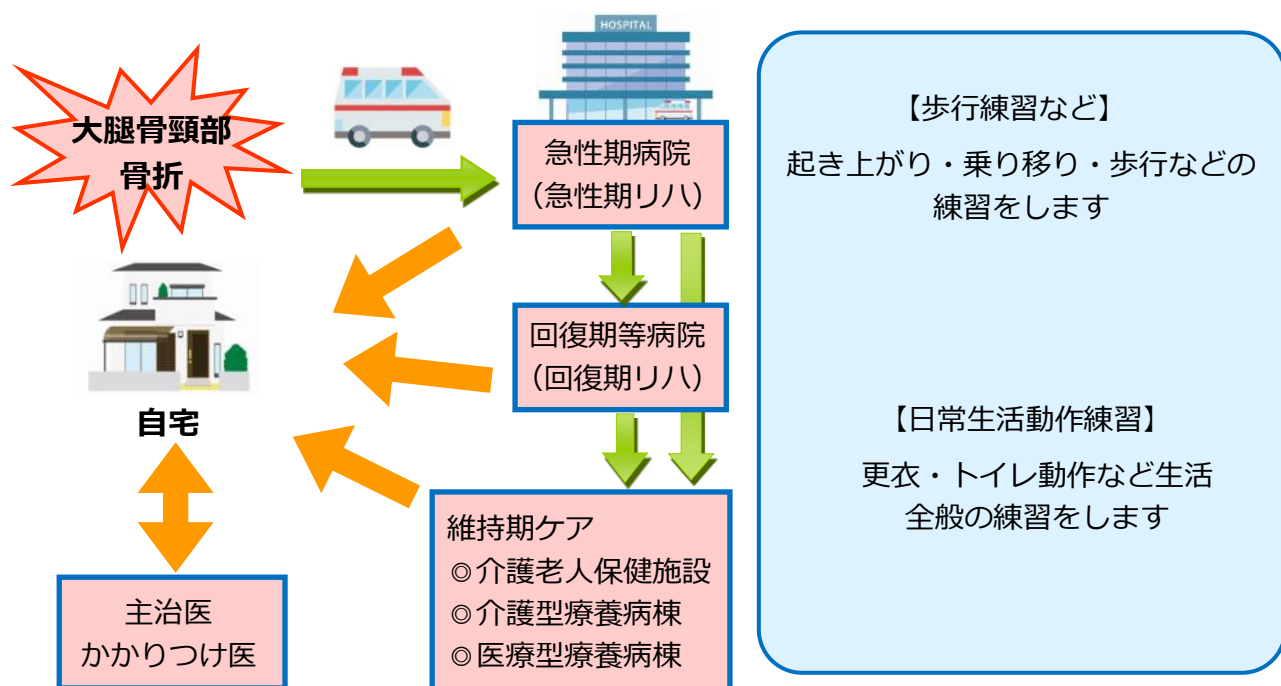 HOSPITAL
大腿骨頸部
骨折
急性期病院
（急性期リハ）
回復期等病院
（回復期リハ）
自宅
維持期ケア
◎介護老人保健施設
◎介護型療養病棟
◎医療型療養病棟
主治医
かかりつけ医
【歩行練習など】
起き上がり・乗り移り・歩行などの
練習をします
【日常生活動作練習】
更衣・トイレ動作など生活
全般の練習をします